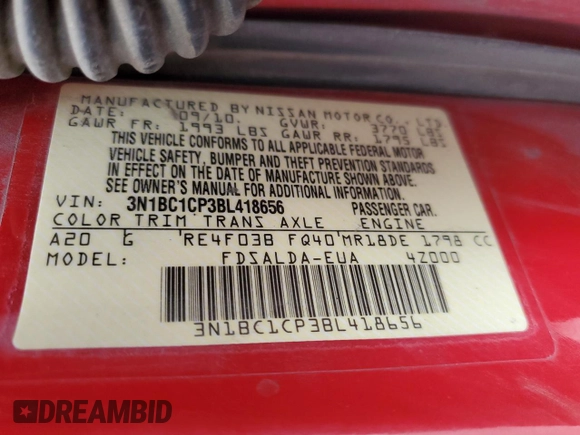 MANUFACTURED BY NISSAN MOTOR CO., LTD
DATE: 09/10. GVWR: 3770 LBS
GAWR FR: 1993 LBS GAWR RR: 1795 LBS
THIS VEHICLE CONFORMS TO ALL APPLICABLE FEDERAL MOTOR
VEHICLE SAFETY, BUMPER AND THEFT PREVENTION STANDARDS
IN EFFECT ON THE DATE OF MANUFACTURE SHOWN ABOVE.
SEE OWNER'S MANUAL FOR ADDITIONAL INFORMATION.
VIN: 3N1BC1CP3BL418656 PASSENGER CAR.
COLOR TRIM TRANS AXLE ENGINE
A20 G RE4F03B FQ40 MR18DE 1798 CC
MODEL: FDSALDA-EUA 4Z000
3N1BC1CP3BL418656
DREAMBID